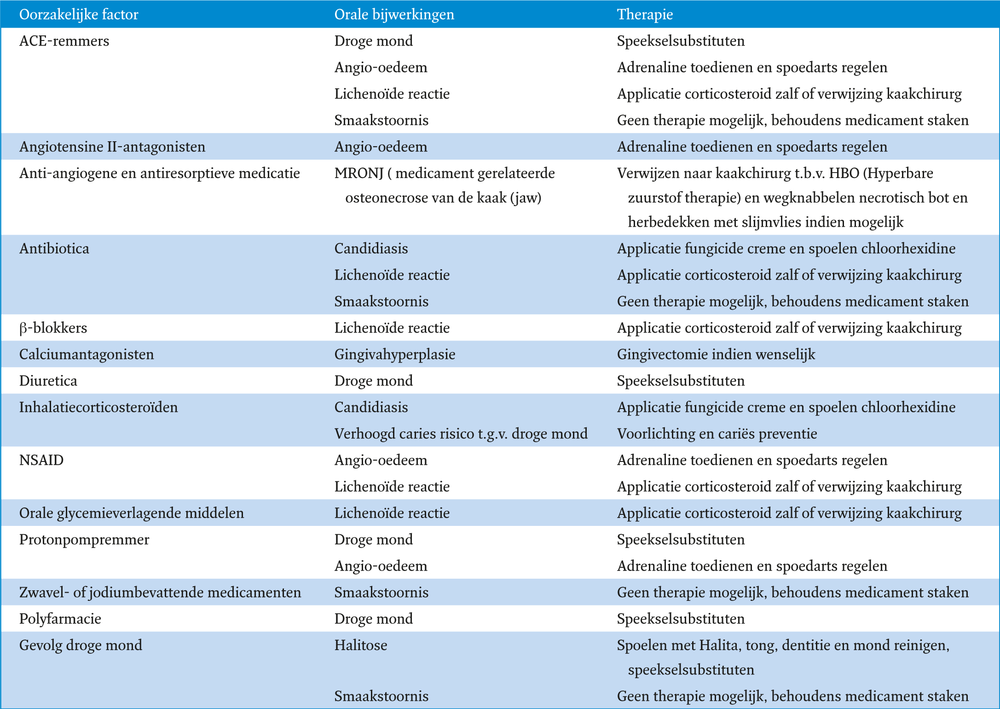 Oorzakelijke factor Orale bijwerkingen Therapie
ACE-remmers Droge mond Speekselsubstituten
Angio-oedeem Adrenaline toedienen en spoedarts regelen
Lichenoïde reactie Applicatie corticosteroid zalf of verwijzing kaakchirurg
Smaakstoornis Geen therapie mogelijk, behoudens medicament staken
Angiotensine II-antagonisten Angio-oedeem Adrenaline toedienen en spoedarts regelen
Anti-angiogene en antiresorptieve medicatie MRONJ ( medicament gerelateerde Verwijzen naar kaakchirurg t.b.v. HBO (Hyperbare
osteonecrose van de kaak (jaw) zuurstof therapie) en wegknabbelen necrotisch bot en
herbedekken met slijmvlies indien mogelijk
Antibiotica Candidiasis Applicatie fungicide creme en spoelen chloorhexidine
Lichenoïde reactie Applicatie corticosteroid zalf of verwijzing kaakchirurg
Smaakstoornis Geen therapie mogelijk, behoudens medicament staken
β-blokkers Lichenoïde reactie Applicatie corticosteroid zalf of verwijzing kaakchirurg
Calciumantagonisten Gingivahyperplasie Gingivectomie indien wenselijk
Diuretica Droge mond Speekselsubstituten
Inhalatiecorticosteroïden Candidiasis Applicatie fungicide creme en spoelen chloorhexidine
Verhoogd caries risico t.g.v. droge mond Voorlichting en cariës preventie
NSAID Angio-oedeem Adrenaline toedienen en spoedarts regelen
Lichenoïde reactie Applicatie corticosteroid zalf of verwijzing kaakchirurg
Orale glycemieverlagende middelen Lichenoïde reactie Applicatie corticosteroid zalf of verwijzing kaakchirurg
Protonpompremmer Droge mond Speekselsubstituten
Angio-oedeem Adrenaline toedienen en spoedarts regelen
Zwavel- of jodiumbevattende medicamenten Smaakstoornis Geen therapie mogelijk, behoudens medicament staken
Polyfarmacie Droge mond Speekselsubstituten
Gevolg droge mond Halitose Spoelen met Halita, tong, dentitie en mond reinigen,
speekselsubstituten
Smaakstoornis Geen therapie mogelijk, behoudens medicament staken